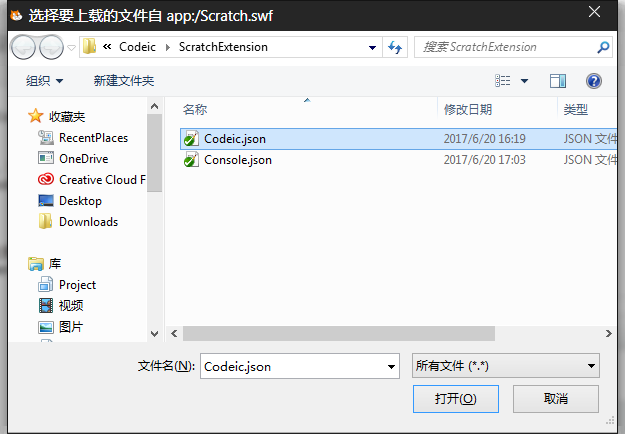 选择要上载的文件自 app:/Scratch.swf
« Codeic ▸ ScratchExtension
搜索 ScratchExtension
组织
新建文件夹
名称 修改日期 类型
收藏夹
RecentPlaces
OneDrive
Creative Cloud F
Desktop
Downloads
库
Project
视频
图片
Codeic.json 2017/6/20 16:19 JSON 文件
Console.json 2017/6/20 17:03 JSON 文件
文件名(N): Codeic.json
所有文件 (*.*)
打开(O)
取消